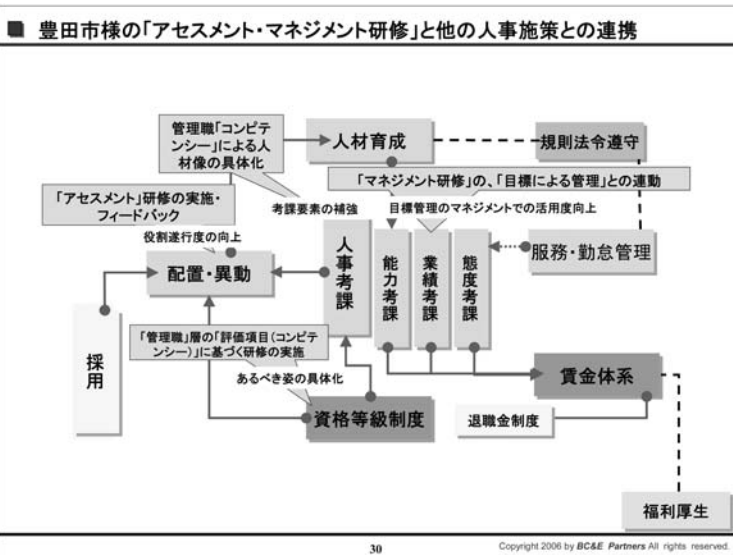 ■ 豊田市様の「アセスメント・マネジメント研修」と他の人事施策との連携
管理職「コンピテ
ンシー」による人
材像の具体化
人材育成
規則法令遵守
「マネジメント研修」の、「目標による管理」との連動
「アセスメント」研修の実施・
フィードバック
考課要素の補強
目標管理のマネジメントでの活用度向上
役割遂行度の向上
配置・異動
人事考課
能力考課
業績考課
態度考課
服務・勤怠管理
採用
「管理職」層の「評価項目(コンピテ
ンシー)」に基づく研修の実施
あるべき姿の具体化
賃金体系
資格等級制度
退職金制度
福利厚生
30
Copyright 2006 by BC&E Partners All rights reserved.